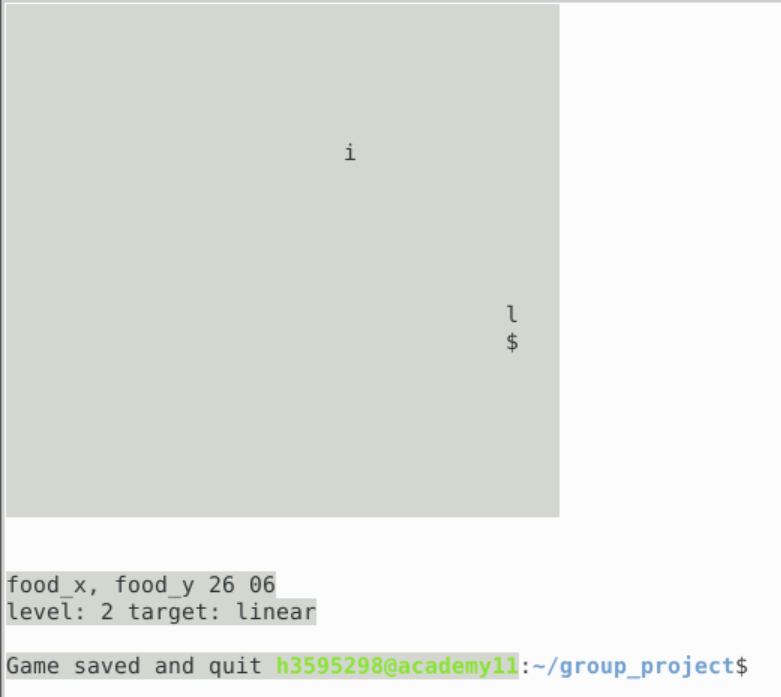 i
l
$
food_x, food_y 26 06
level: 2 target: linear
Game saved and quit h3595298@academy11:~/group_project$